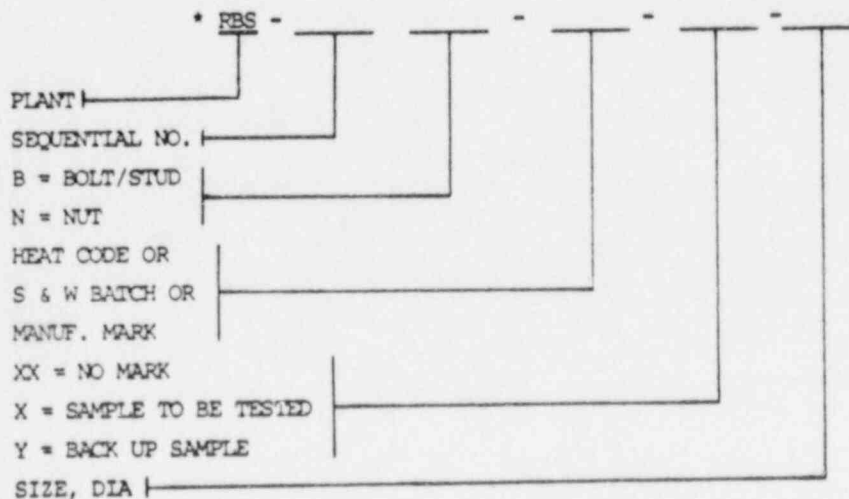 * RBS - - - -
PLANT
SEQUENTIAL NO.
B = BOLT/STUD
N = NUT
HEAT CODE OR
S & W BATCH OR
MANUF. MARK
XX = NO MARK
X = SAMPLE TO BE TESTED
Y = BACK UP SAMPLE
SIZE, DIA